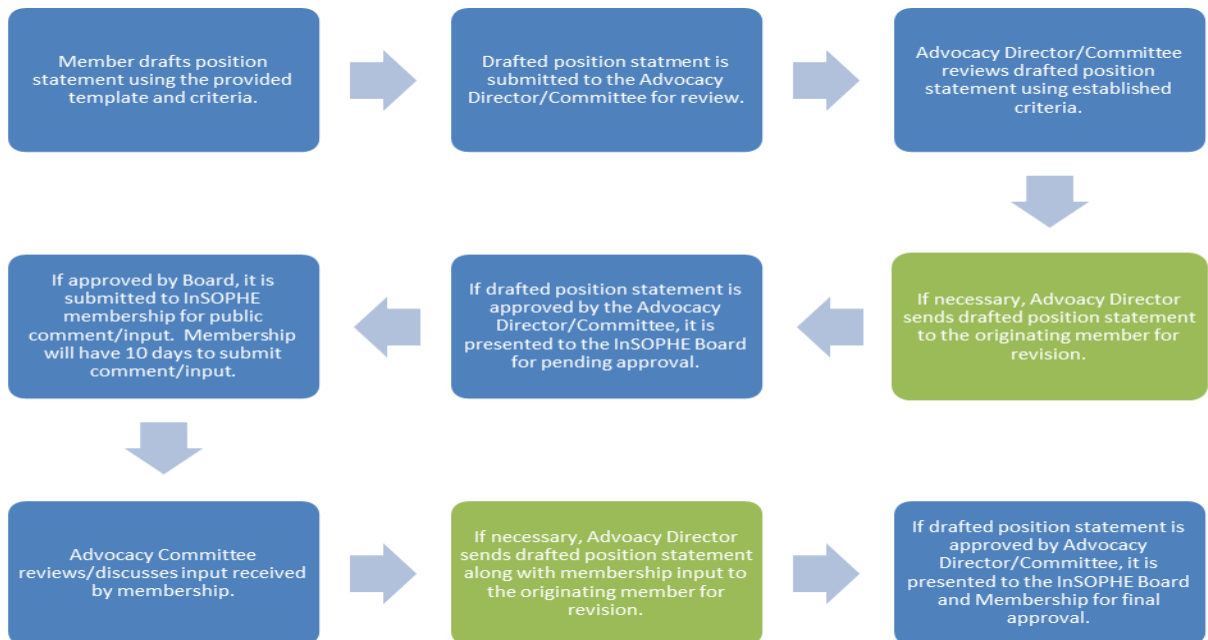 Member drafts position
statement using the provided
template and criteria.
Drafted position statment is
submitted to the Advocacy
Director/Committee for review.
Advocacy Director/Committee
reviews drafted position
statement using established
criteria.
If necessary, Advoacy Director
sends drafted position statement
to the originating member for
revision.
If drafted position statement is
approved by the Advocacy
Director/Committee, it is
presented to the InSOPHE Board
for pending approval.
If approved by Board, it is
submitted to InSOPHE
membership for public
comment/input.  Membership
will have 10 days to submit
comment/input.
Advocacy Committee
reviews/discusses input received
by membership.
If necessary, Advoacy Director
sends drafted position statement
along with membership input to
the originating member for
revision.
If drafted position statement is
approved by Advocacy
Director/Committee, it is
presented to the InSOPHE Board
and Membership for final
approval.